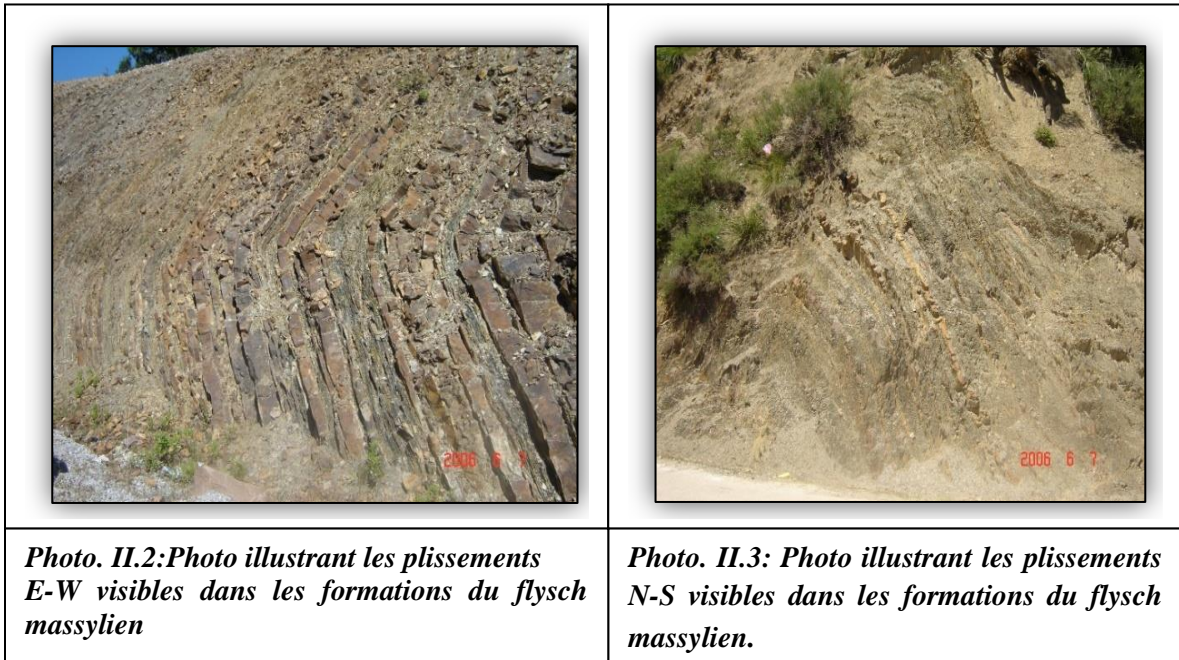 2006 6 7
2006 6 7
Photo. II.2:Photo illustrant les plissements
E-W visibles dans les formations du flysch
massylien
Photo. II.3: Photo illustrant les plissements
N-S visibles dans les formations du flysch
massylien.